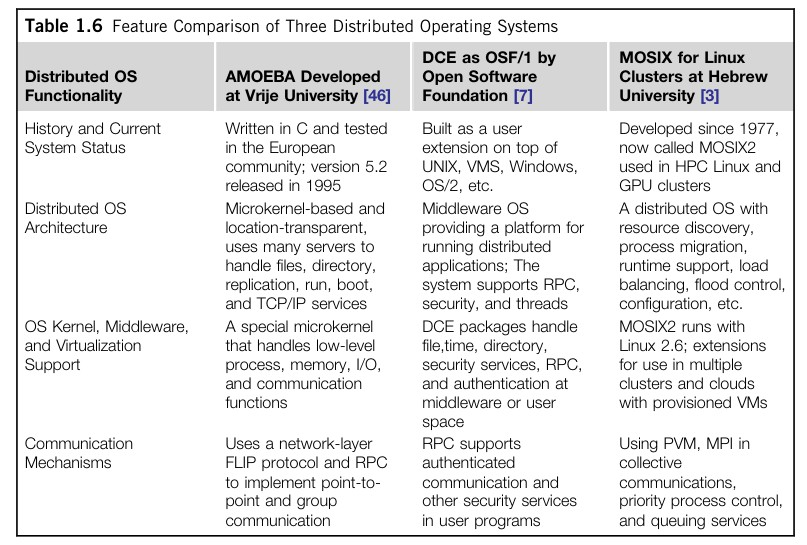 Table 1.6 Feature Comparison of Three Distributed Operating Systems
Distributed OS
Functionality
AMOEBA Developed
at Vrije University [46]
DCE as OSF/1 by
Open Software
Foundation [7]
MOSIX for Linux
Clusters at Hebrew
University [3]
History and Current
System Status
Written in C and tested
in the European
community; version 5.2
released in 1995
Built as a user
extension on top of
UNIX, VMS, Windows,
OS/2, etc.
Developed since 1977,
now called MOSIX2
used in HPC Linux and
GPU clusters
Distributed OS
Architecture
Microkernel-based and
location-transparent,
uses many servers to
handle files, directory,
replication, run, boot,
and TCP/IP services
Middleware OS
providing a platform for
running distributed
applications; The
system supports RPC,
security, and threads
A distributed OS with
resource discovery,
process migration,
runtime support, load
balancing, flood control,
configuration, etc.
OS Kernel, Middleware,
and Virtualization
Support
A special microkernel
that handles low-level
process, memory, I/O,
and communication
functions
DCE packages handle
file,time, directory,
security services, RPC,
and authentication at
middleware or user
space
MOSIX2 runs with
Linux 2.6; extensions
for use in multiple
clusters and clouds
with provisioned VMs
Communication
Mechanisms
Uses a network-layer
FLIP protocol and RPC
to implement point-to-
point and group
communication
RPC supports
authenticated
communication and
other security services
in user programs
Using PVM, MPI in
collective
communications,
priority process control,
and queuing services